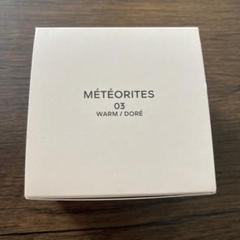 MÉTÉORITES
03
WARM / DORÉ